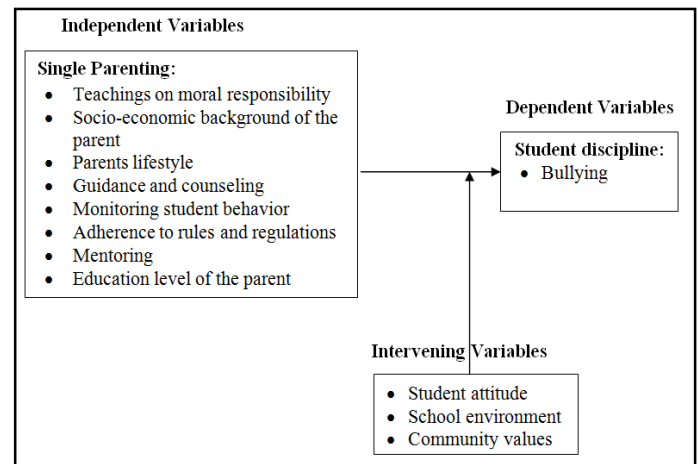 Independent Variables
Single Parenting:
• Teachings on moral responsibility
• Socio-economic background of the
parent
• Parents lifestyle
• Guidance and counseling
• Monitoring student behavior
• Adherence to rules and regulations
• Mentoring
• Education level of the parent
Dependent Variables
Student discipline:
• Bullying
Intervening Variables
• Student attitude
• School environment
• Community values